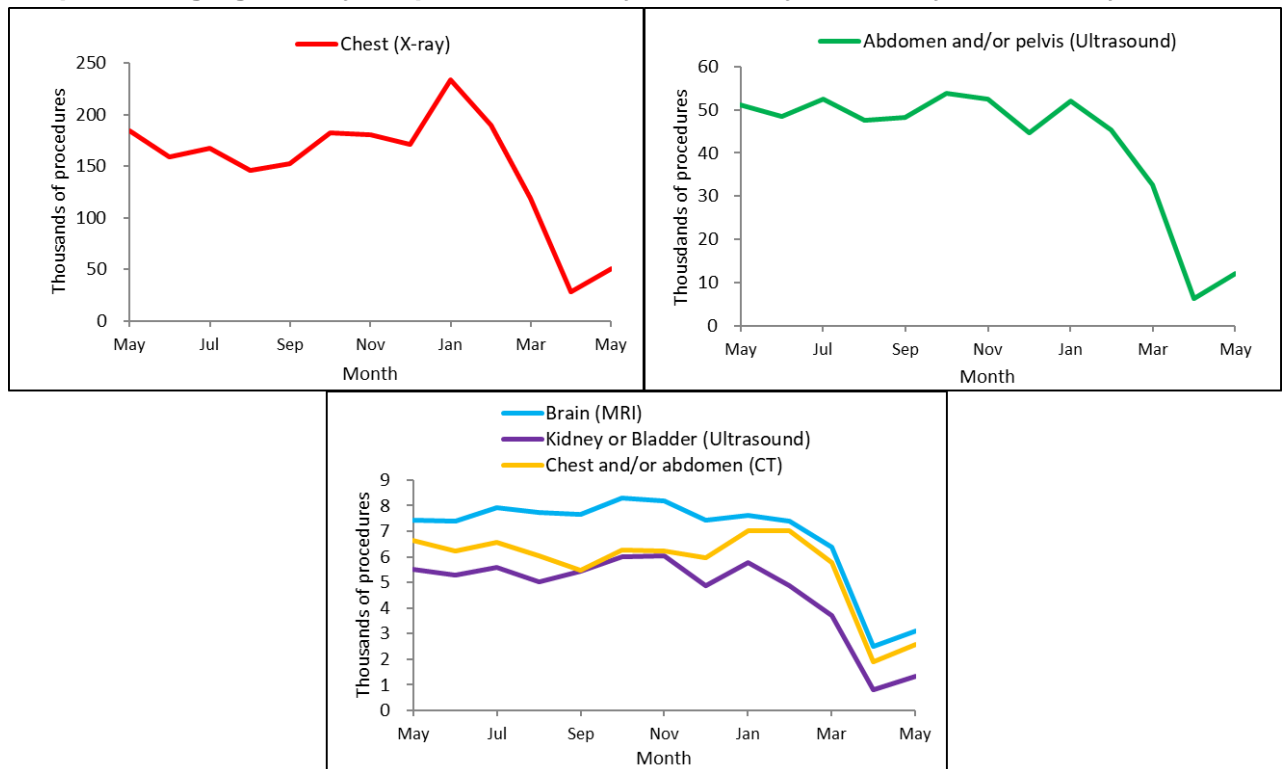 Chest (X-ray)
Thousands of procedures
250
200
150
100
50
0
May Jul Sep Nov Jan Mar May
Month
Abdomen and/or pelvis (Ultrasound)
Thousdands of procedures
60
50
40
30
20
10
0
May Jul Sep Nov Jan Mar May
Month
Brain (MRI)
Kidney or Bladder (Ultrasound)
Chest and/or abdomen (CT)
Thousands of procedures
9
8
7
6
5
4
3
2
1
0
May Jul Sep Nov Jan Mar May
Month